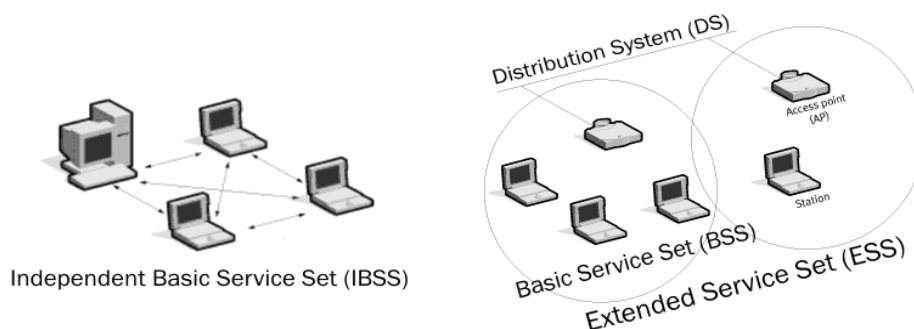 Independent Basic Service Set (IBSS)
Distribution System (DS)
Access point
(AP)
Station
Basic Service Set (BSS)
Extended Service Set (ESS)